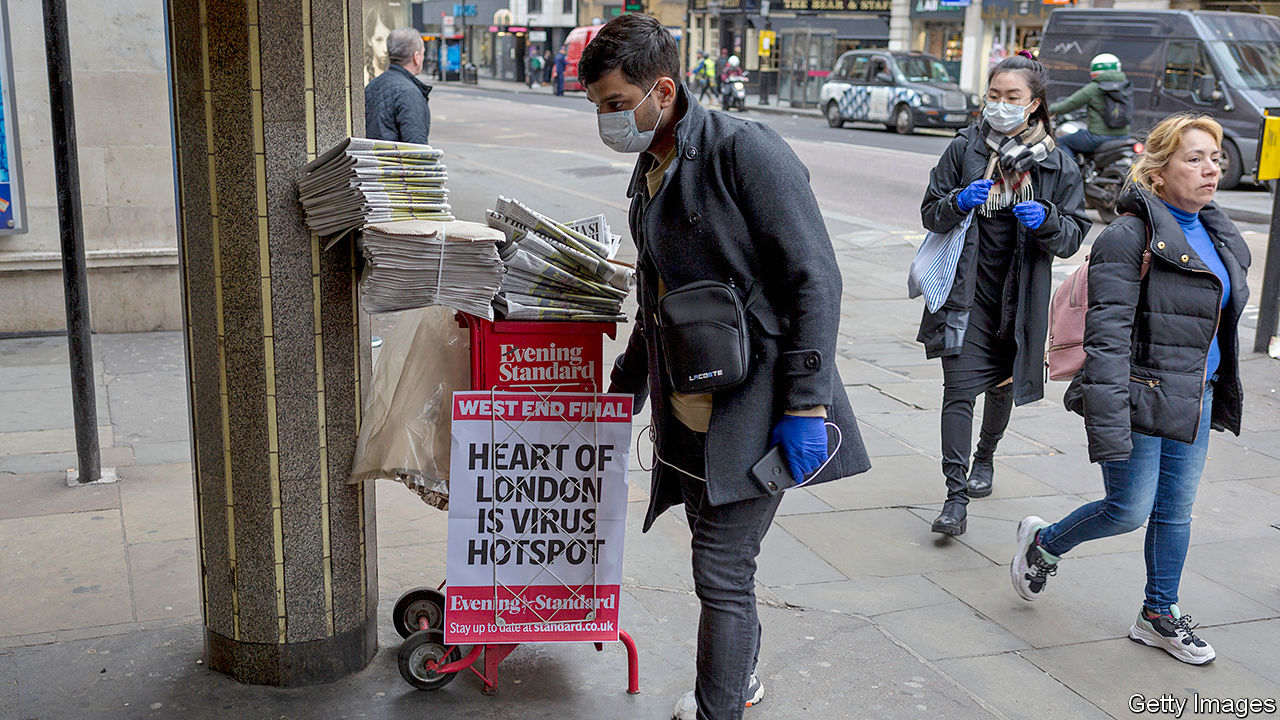 THE BEAR & STAFF
Evening
Standard
WEST END FINAL
HEART OF
LONDON
IS VIRUS
HOTSPOT
Evening Standard
Stay up to date at standard.co.uk
LACOSTE
Getty Images